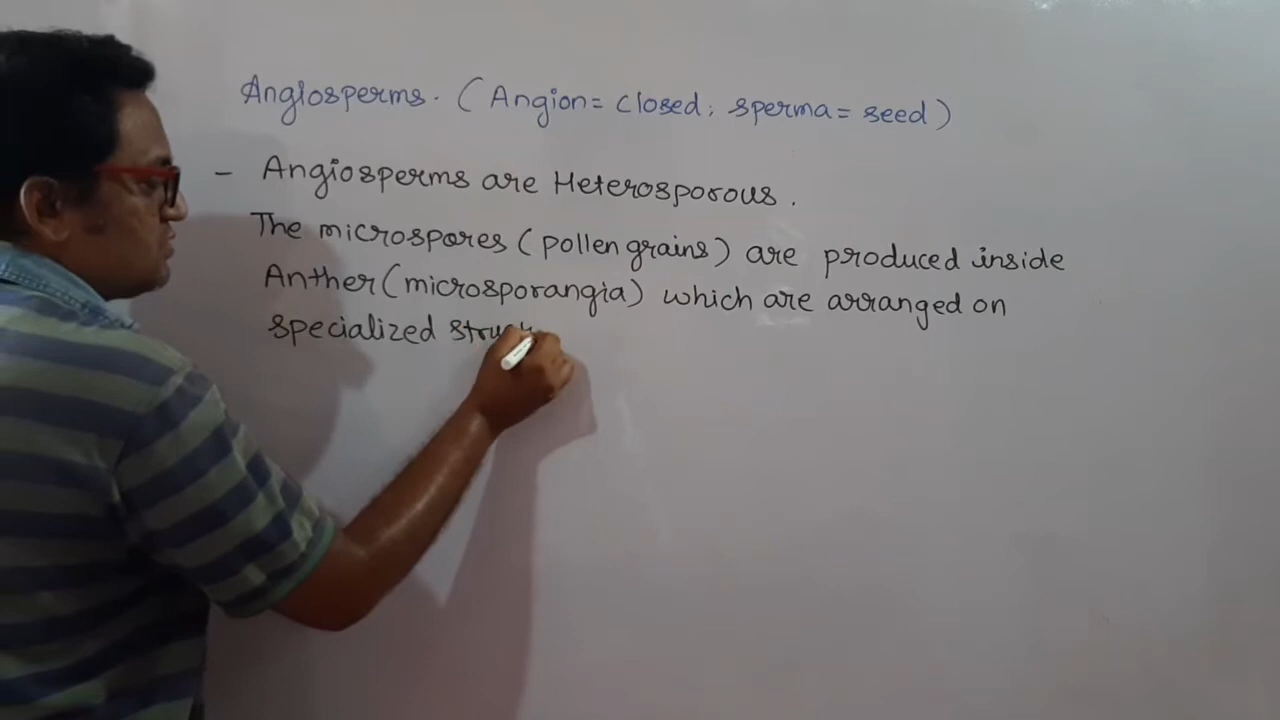 Angiosperms. (Angion= closed; sperma= seed)
- Angiosperms are Heterosporous.
The microspores (pollen grains) are produced inside
Anther (microsporangia) which are arranged on
specialized